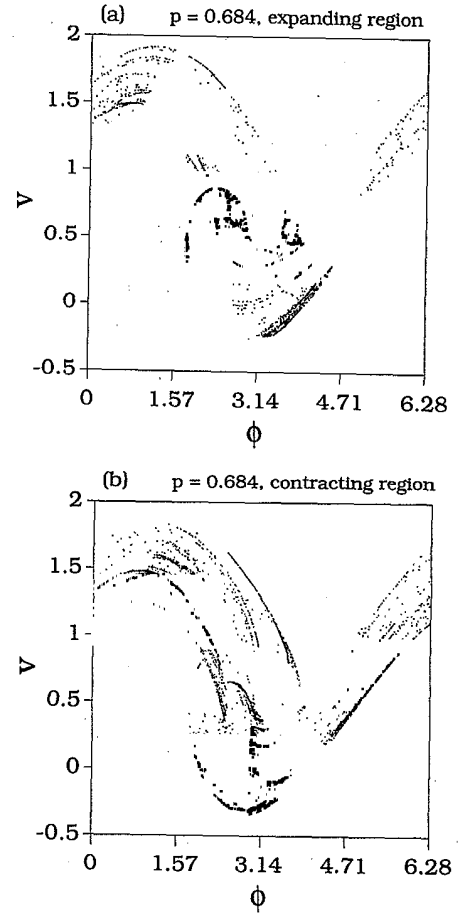 (a)
p = 0.684, expanding region
2
1.5
1
V
0.5
0
-0.5
0 1.57 3.14 4.71 6.28
ϕ
(b)
p = 0.684, contracting region
2
1.5
1
V
0.5
0
-0.5
0 1.57 3.14 4.71 6.28
ϕ